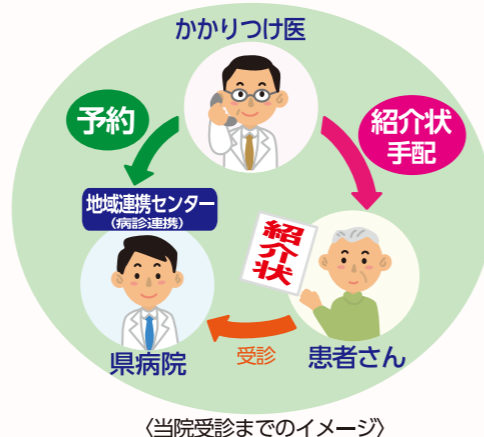 かかりつけ医
予約
紹介状
手配
地域連携センター
(病診連携)
紹介状
県病院
受診
患者さん
〈当院受診までのイメージ〉